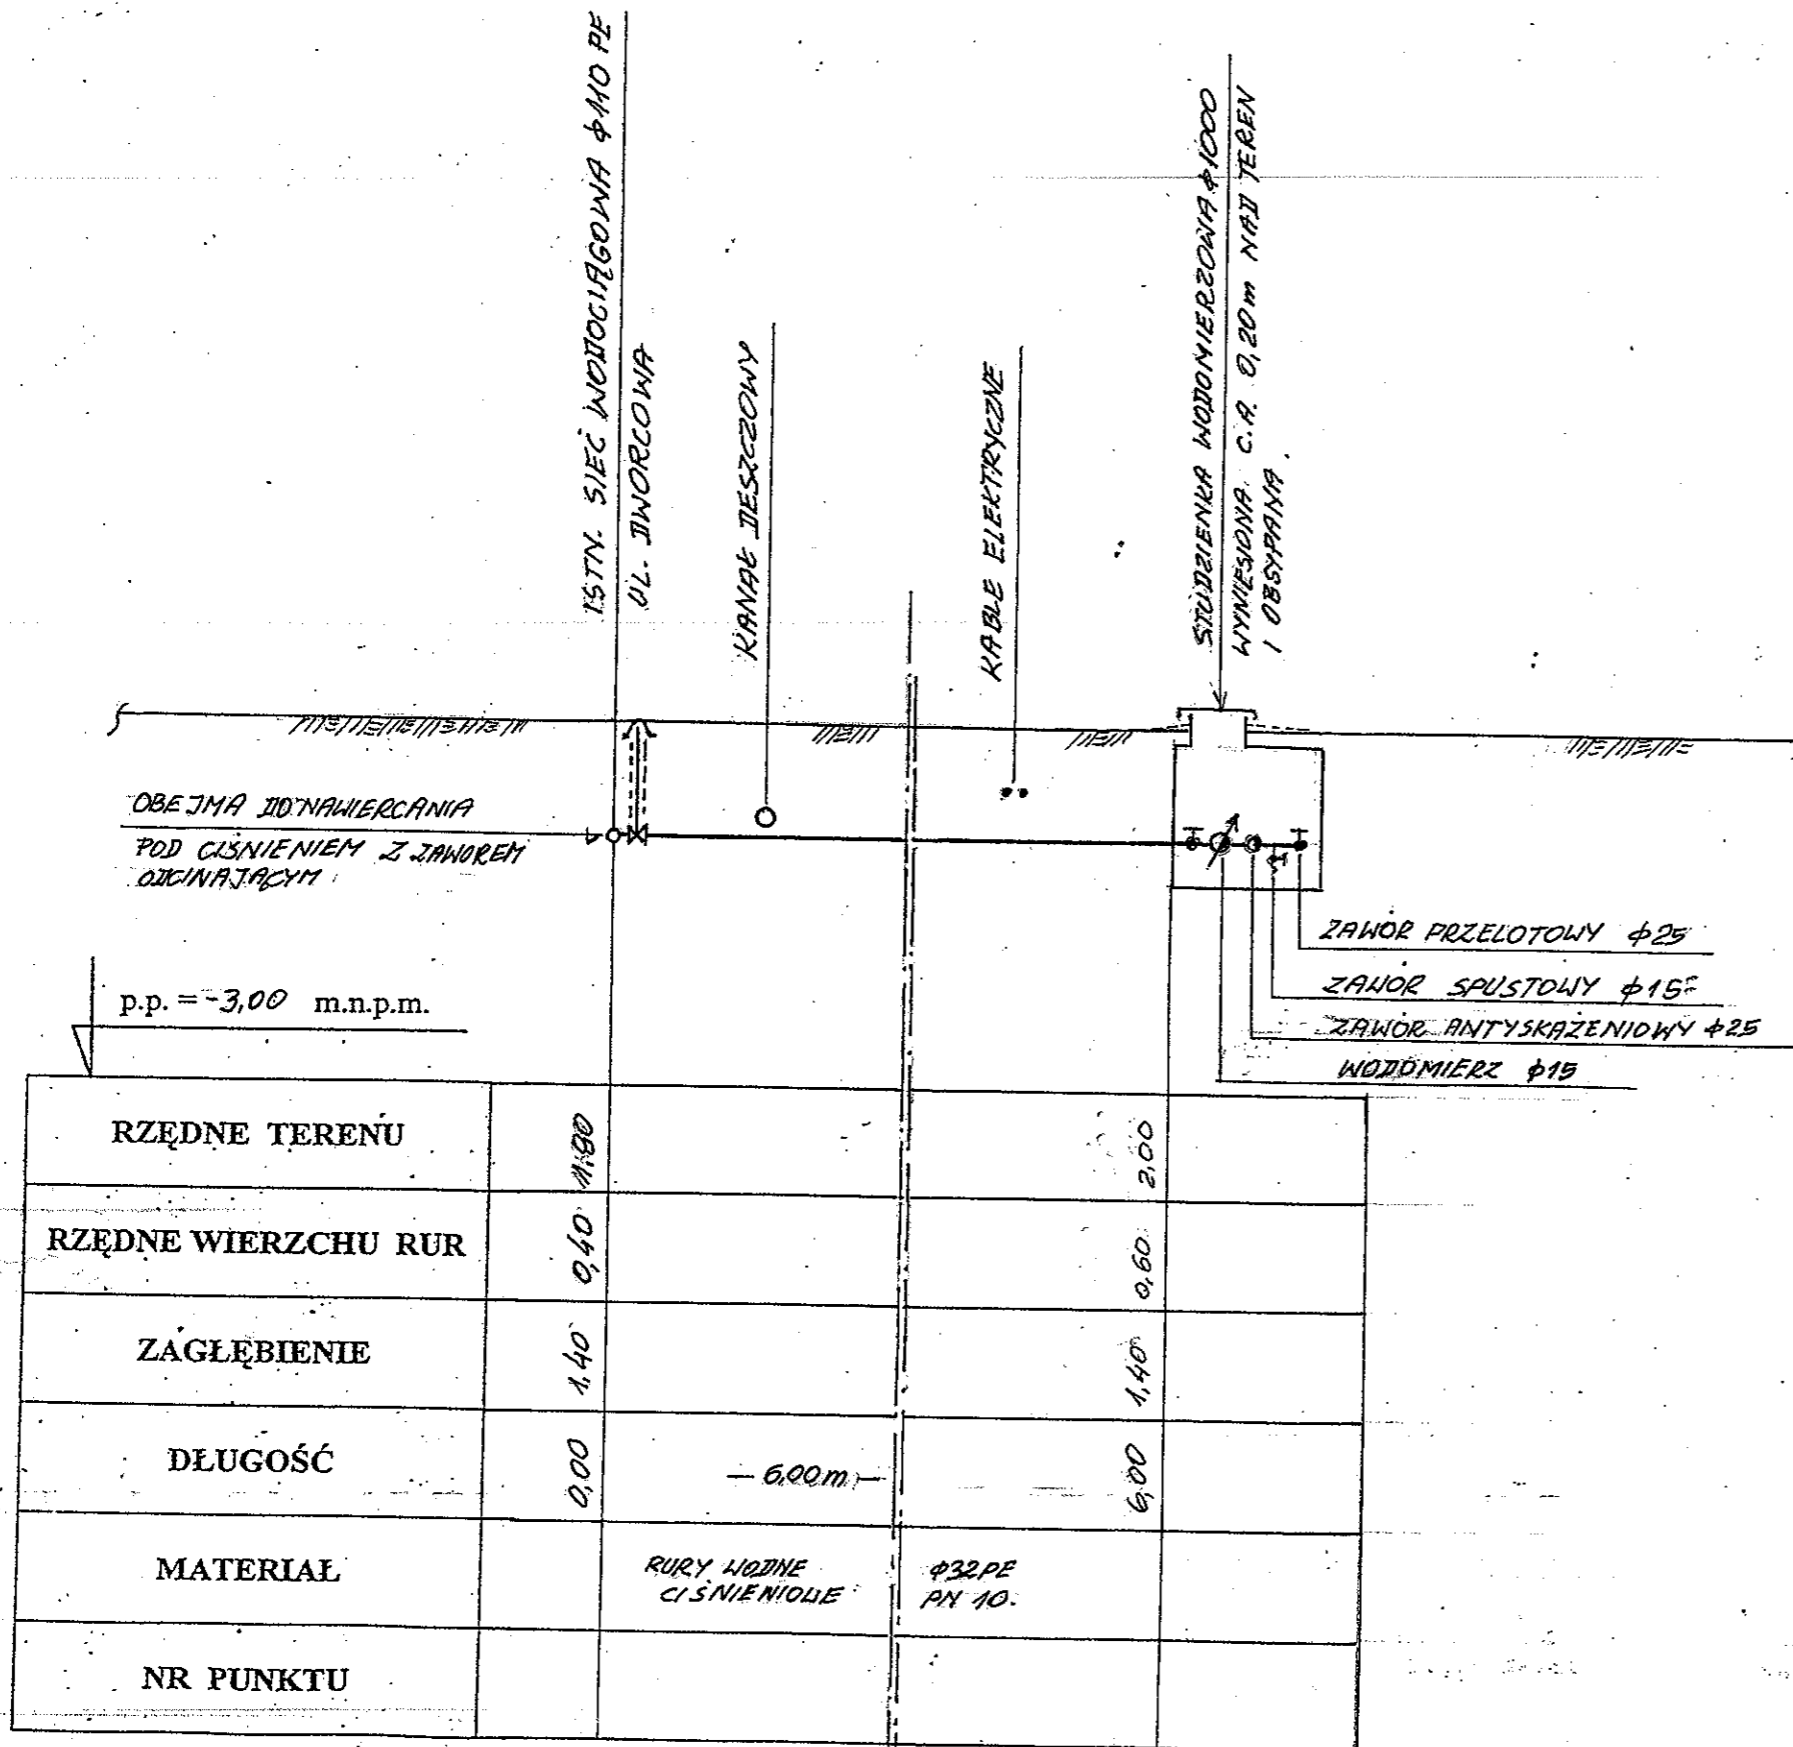 ISTN. SIEĆ WODOCIĄGOWA ϕ110 PE
UL. DWORCOWA
KANAŁ DESZCZOWY
KABLE ELEKTRYCZNE
STUDZIENKA WODOMIERZOWA ϕ1000
WYNIESIONA C.A. 0,20m NAD TEREN
I OBSYPANA.
OBEJMA DO NAWIERCANIA
POD CIŚNIENIEM Z ZAWOREM
ODCINAJĄCYM
ZAWÓR PRZELOTOWY ϕ25
ZAWÓR SPUSTOWY ϕ15
ZAWÓR ANTYSKAŻENIOWY ϕ25
WODOMIERZ ϕ15
p.p. = -3,00 m.n.p.m.
RZĘDNE TERENU 1.80 2,00
RZĘDNE WIERZCHU RUR 0,40 0,60
ZAGŁĘBIENIE 1,40 1,40
DŁUGOŚĆ 0,00 — 6,00m — 6,00
MATERIAŁ
RURY WODNE ϕ32PE
CIŚNIENIOWE PN 10.
NR PUNKTU